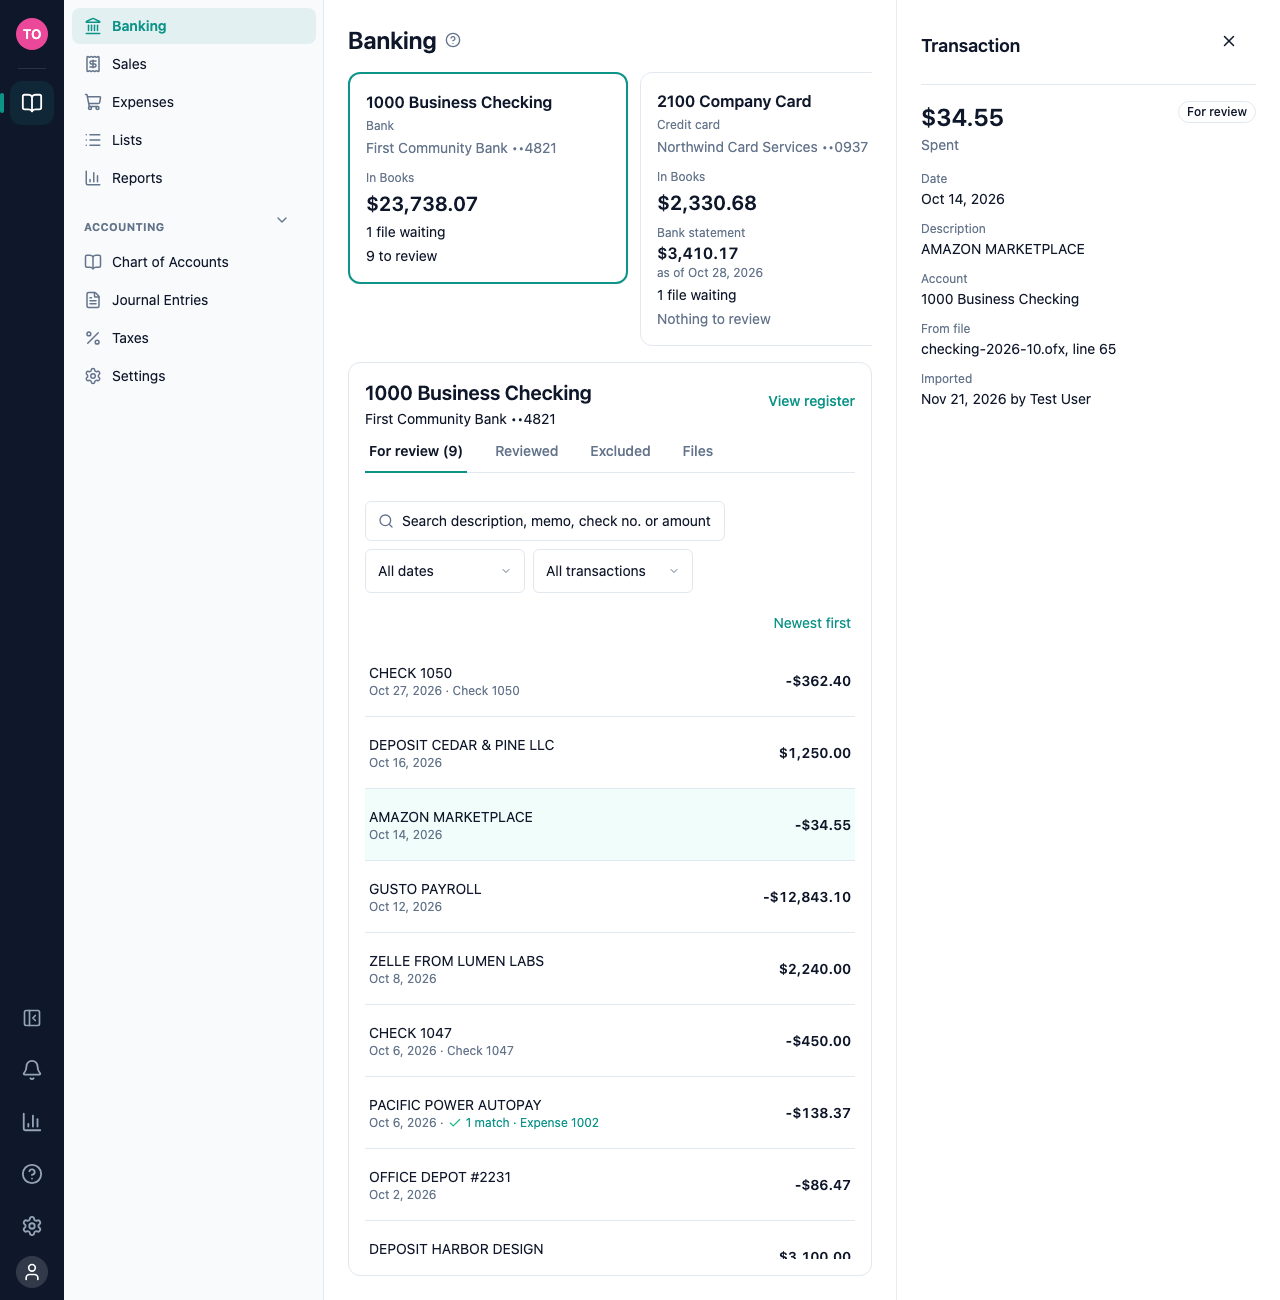 TO
Banking
Sales
Expenses
Lists
Reports
ACCOUNTING
Chart of Accounts
Journal Entries
Taxes
Settings
Banking
1000 Business Checking
Bank
First Community Bank ••4821
In Books
$23,738.07
1 file waiting
9 to review
2100 Company Card
Credit card
Northwind Card Services ••0937
In Books
$2,330.68
Bank statement
$3,410.17
as of Oct 28, 2026
1 file waiting
Nothing to review
1000 Business Checking
First Community Bank ••4821
View register
For review (9) Reviewed Excluded Files
Search description, memo, check no. or amount
All dates All transactions
Newest first
CHECK 1050
Oct 27, 2026 · Check 1050
-$362.40
DEPOSIT CEDAR & PINE LLC
Oct 16, 2026
$1,250.00
AMAZON MARKETPLACE
Oct 14, 2026
-$34.55
GUSTO PAYROLL
Oct 12, 2026
-$12,843.10
ZELLE FROM LUMEN LABS
Oct 8, 2026
$2,240.00
CHECK 1047
Oct 6, 2026 · Check 1047
-$450.00
PACIFIC POWER AUTOPAY
Oct 6, 2026 · ✓ 1 match · Expense 1002
-$138.37
OFFICE DEPOT #2231
Oct 2, 2026
-$86.47
DEPOSIT HARBOR DESIGN
$3,100.00
Transaction
$34.55
For review
Spent
Date
Oct 14, 2026
Description
AMAZON MARKETPLACE
Account
1000 Business Checking
From file
checking-2026-10.ofx, line 65
Imported
Nov 21, 2026 by Test User